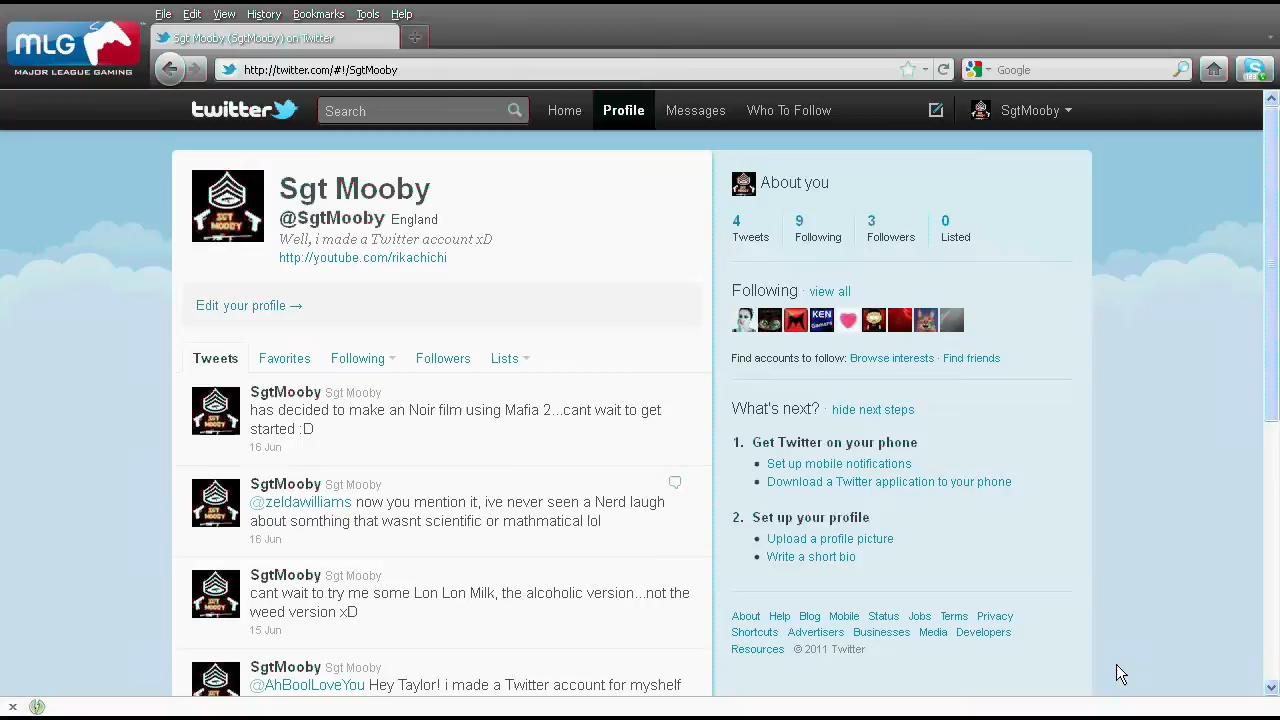 File Edit View History Bookmarks Tools Help
MLG
MAJOR LEAGUE GAMING
Sgt Mooby (SgtMooby) on Twitter
http://twitter.com/#!/SgtMooby
Google
twitter
Search
Home Profile Messages Who To Follow
SgtMooby
SGT MOOBY
Sgt Mooby
@SgtMooby England
Well, i made a Twitter account xD
http://youtube.com/rikachichi
Edit your profile →
Tweets Favorites Following Followers Lists
SgtMooby Sgt Mooby
has decided to make an Noir film using Mafia 2...cant wait to get
started :D
16 Jun
SgtMooby Sgt Mooby
@zeldawilliams now you mention it, ive never seen a Nerd laugh
about somthing that wasnt scientific or mathmatical lol
16 Jun
SgtMooby Sgt Mooby
cant wait to try me some Lon Lon Milk, the alcoholic version...not the
weed version xD
15 Jun
SgtMooby Sgt Mooby
@AhBoolLoveYou Hey Taylor! i made a Twitter account for myshelf
About you
4 9 3 0
Tweets Following Followers Listed
Following · view all
KEN
Gamers
Find accounts to follow: Browse interests · Find friends
What's next? · hide next steps
1. Get Twitter on your phone
• Set up mobile notifications
• Download a Twitter application to your phone
2. Set up your profile
• Upload a profile picture
• Write a short bio
About Help Blog Mobile Status Jobs Terms Privacy
Shortcuts Advertisers Businesses Media Developers
Resources © 2011 Twitter